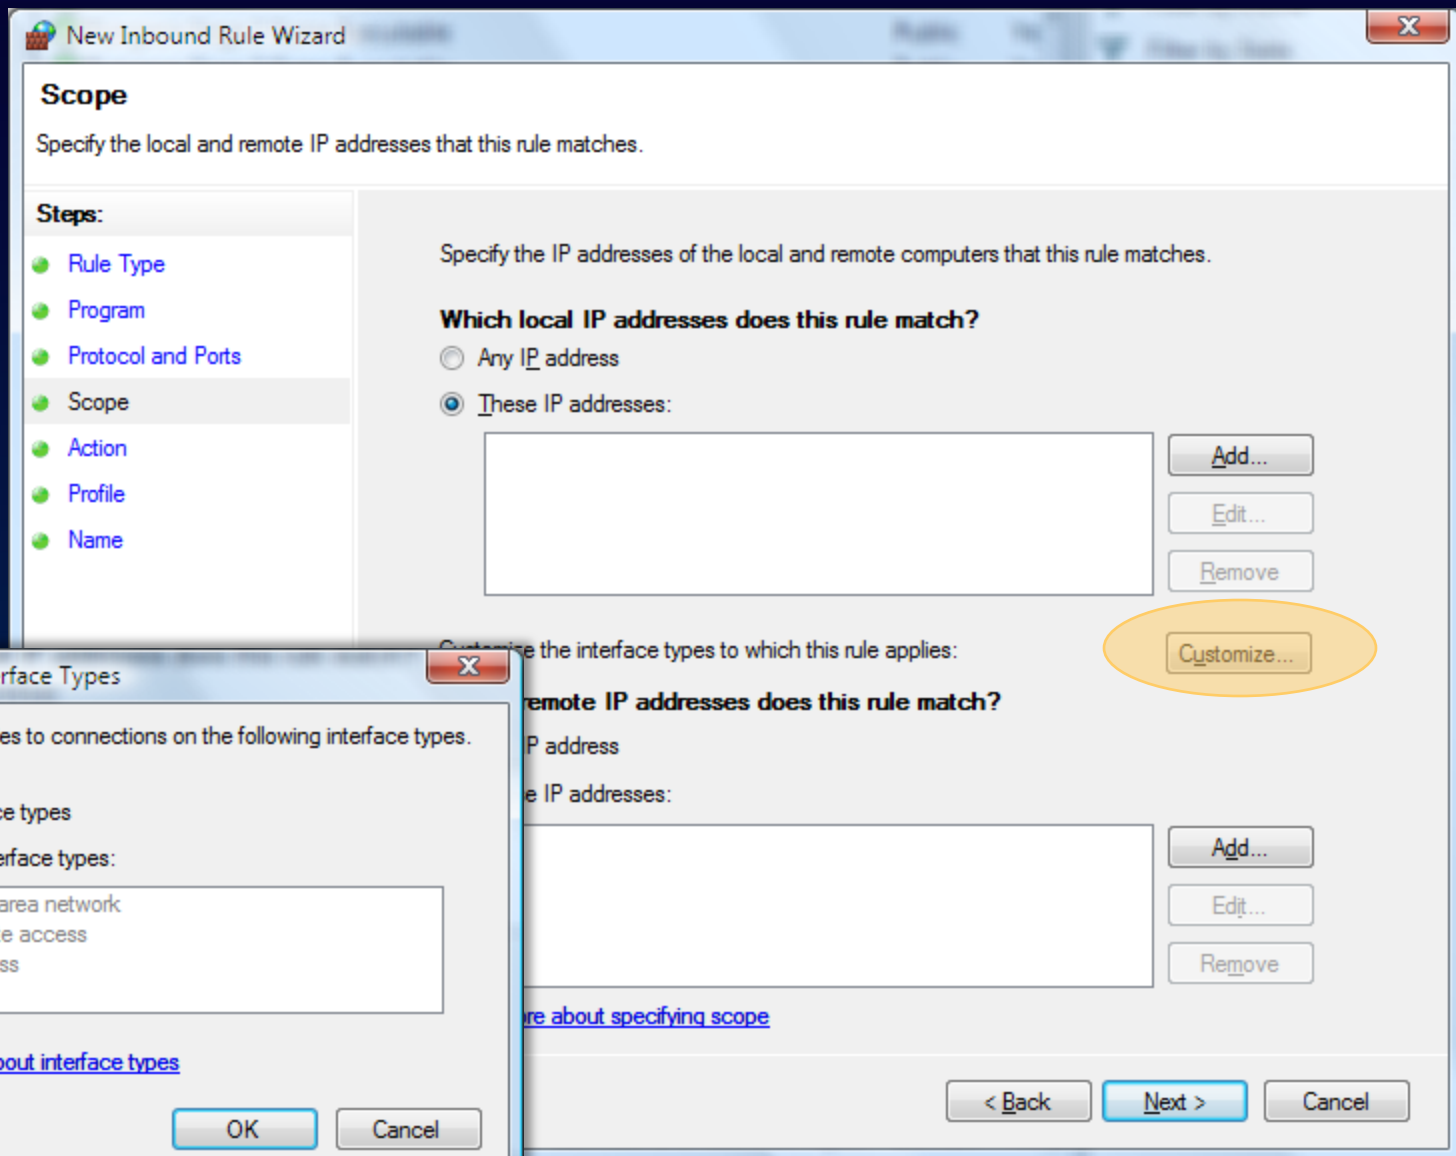 New Inbound Rule Wizard
Scope
Specify the local and remote IP addresses that this rule matches.
Steps:
Rule Type
Program
Protocol and Ports
Scope
Action
Profile
Name
Specify the IP addresses of the local and remote computers that this rule matches.
Which local IP addresses does this rule match?
Any IP address
These IP addresses:
Add...
Edit...
Remove
the interface types to which this rule applies:
Customize...
remote IP addresses does this rule match?
P address
e IP addresses:
Add...
Edit...
Remove
re about specifying scope
< Back
Next >
Cancel
rface Types
es to connections on the following interface types.
ce types
erface types:
area network
e access
ss
bout interface types
OK
Cancel